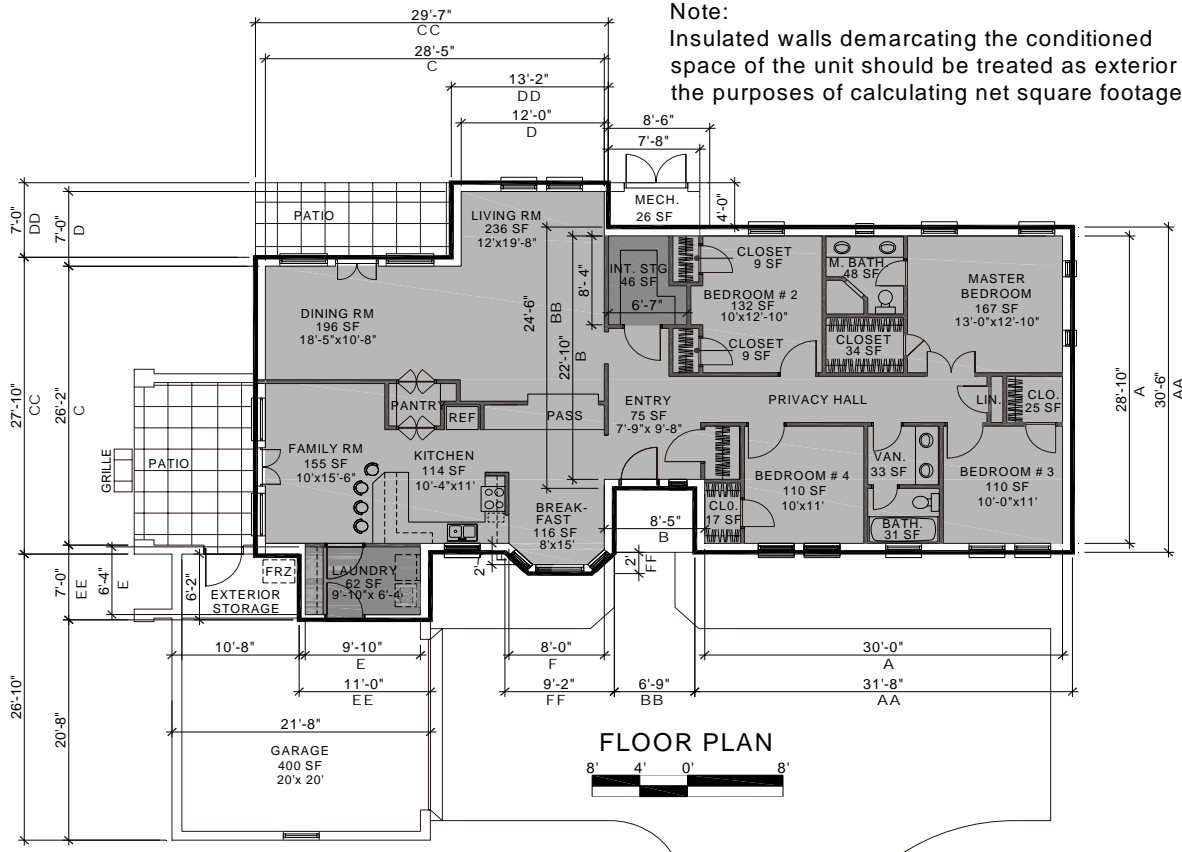 Note:
Insulated walls demarcating the conditioned
space of the unit should be treated as exterior
the purposes of calculating net square footage
29'-7"
CC
28'-5"
C
13'-2"
DD
12'-0"
D
8'-6"
7'-8"
7'-0"
DD
7'-0"
D
4'-0"
PATIO
LIVING RM
236 SF
12'x19'-8"
MECH.
26 SF
INT. STG
46 SF
8'- 4"
6'-7"
CLOSET
9 SF
BEDROOM # 2
132 SF
10'x12'-10"
CLOSET
9 SF
M. BATH
48 SF
CLOSET
34 SF
MASTER
BEDROOM
167 SF
13'-0"x12'-10"
DINING RM
196 SF
18'-5"x10'-8"
24'-6"
BB
22'-10"
B
27'-10"
CC
26'-2"
C
28'-10"
A
30'-6"
AA
PANTRY
REF
PASS
ENTRY
75 SF
7'-9"x 9'-8"
PRIVACY HALL
LIN.
CLO.
25 SF
GRILLE
PATIO
FAMILY RM
155 SF
10'x15'-6"
KITCHEN
114 SF
10'-4"x11'
BREAK-
FAST
116 SF
8'x15'
CLO.
17 SF
BEDROOM # 4
110 SF
10'x11'
VAN.
33 SF
BATH.
31 SF
BEDROOM # 3
110 SF
10'-0"x11'
8'-5"
B
2'
F
2'
FF
7'-0"
EE
6'-4"
E
6'-2"
FRZ
EXTERIOR
STORAGE
LAUNDRY
62 SF
9'-10"x 6'-4"
10'-8"
9'-10"
E
11'-0"
EE
8'-0"
F
9'-2"
FF
6'-9"
BB
30'-0"
A
31'-8"
AA
26'-10"
20'-8"
21'-8"
GARAGE
400 SF
20'x 20'
FLOOR PLAN
8' 4' 0' 8'